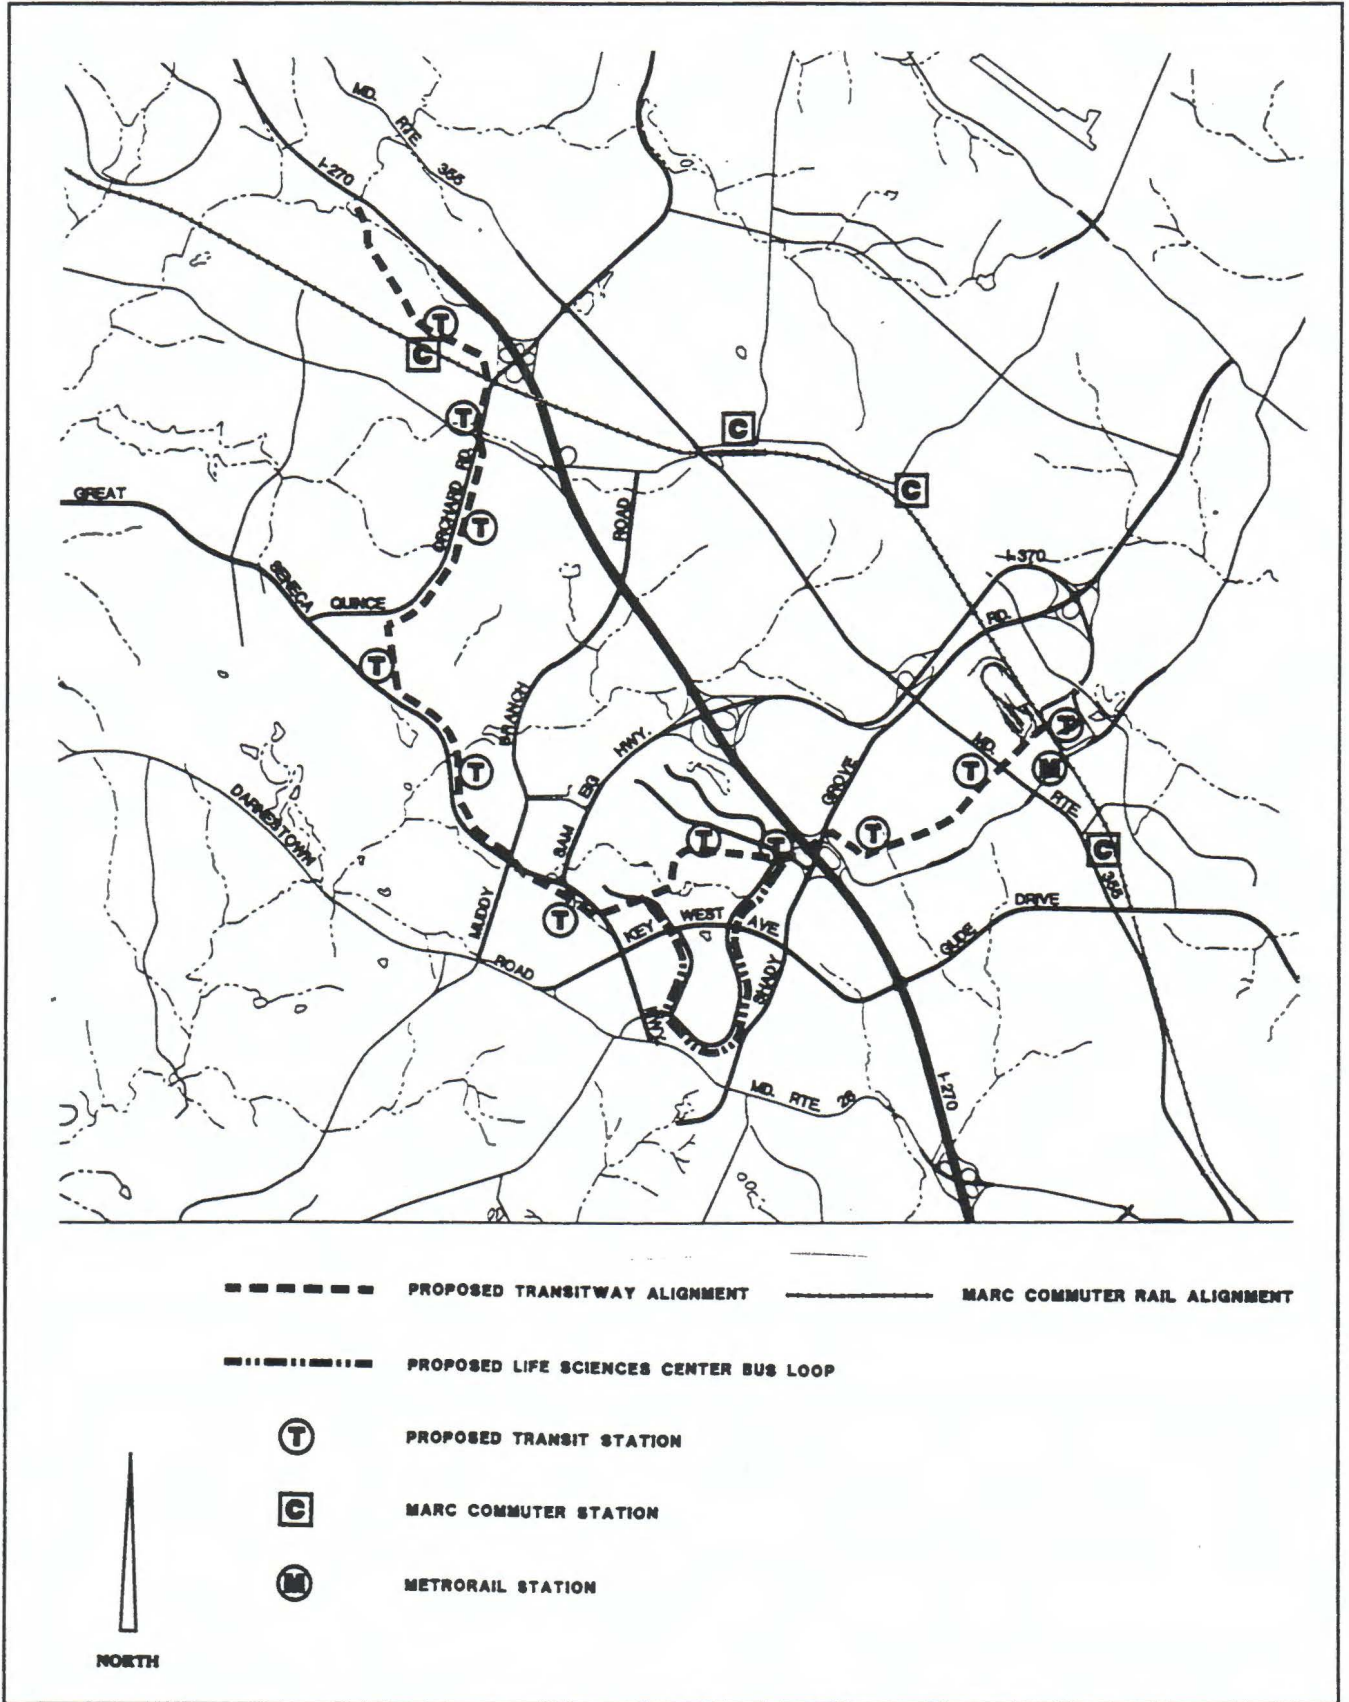 MD. RTE 355
I-270
T
C
T
GREAT
ORCHARD RD.
T
ROAD
C
C
SENECA
QUINCE
I-370
RD.
T
BRANCH
HWY.
MD.
T
T
M
T
BIG
GROVE
RTE
DARNESTOWN
SAM
T
T
T
C
355
MUDDY
T
KEY WEST AVE.
DRIVE
GUDE
ROAD
SHADY
HWY.
MD. RTE 28
I-270
PROPOSED TRANSITWAY ALIGNMENT
MARC COMMUTER RAIL ALIGNMENT
PROPOSED LIFE SCIENCES CENTER BUS LOOP
T PROPOSED TRANSIT STATION
C MARC COMMUTER STATION
M METRORAIL STATION
NORTH